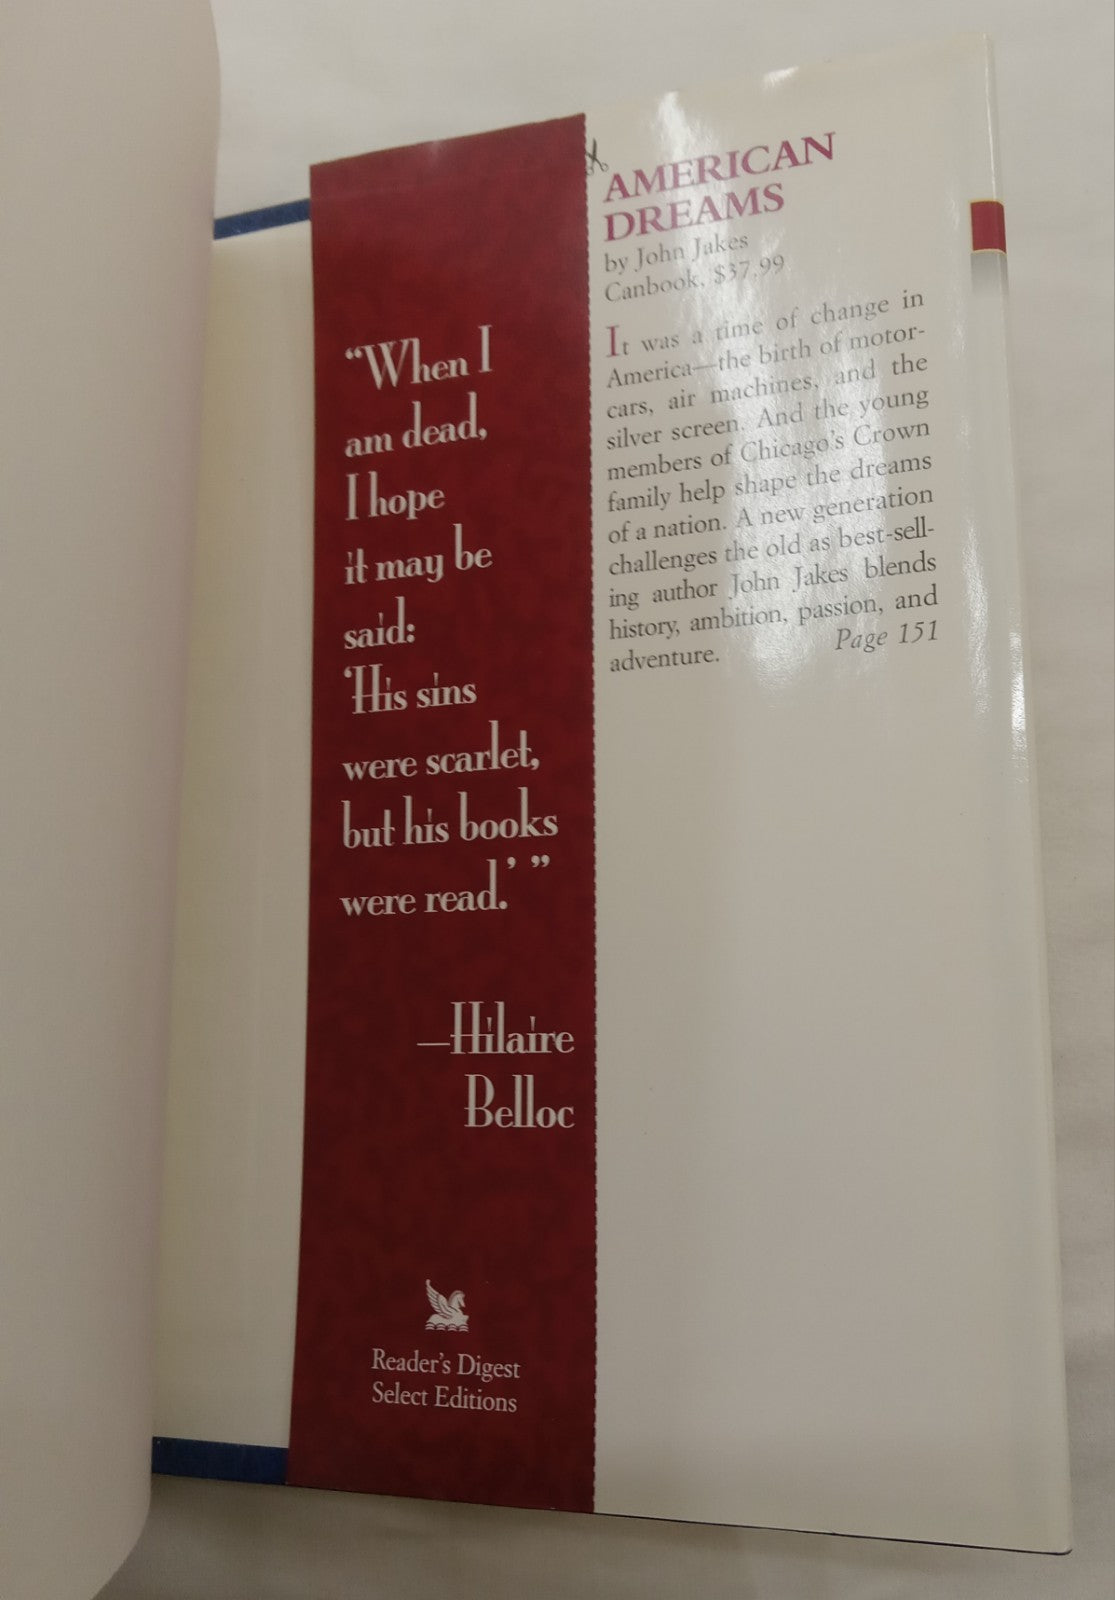 “When I
am dead,
I hope
it may be
said:
‘His sins
were scarlet,
but his books
were read.’ ”
—Hilaire
Belloc
Reader’s Digest
Select Editions
AMERICAN
DREAMS
by John Jakes
Canbook, $37.99
It was a time of change in
America—the birth of motor-
cars, air machines, and the
silver screen. And the young
members of Chicago’s Crown
family help shape the dreams
of a nation. A new generation
challenges the old as best-sell-
ing author John Jakes blends
history, ambition, passion, and
adventure. Page 151